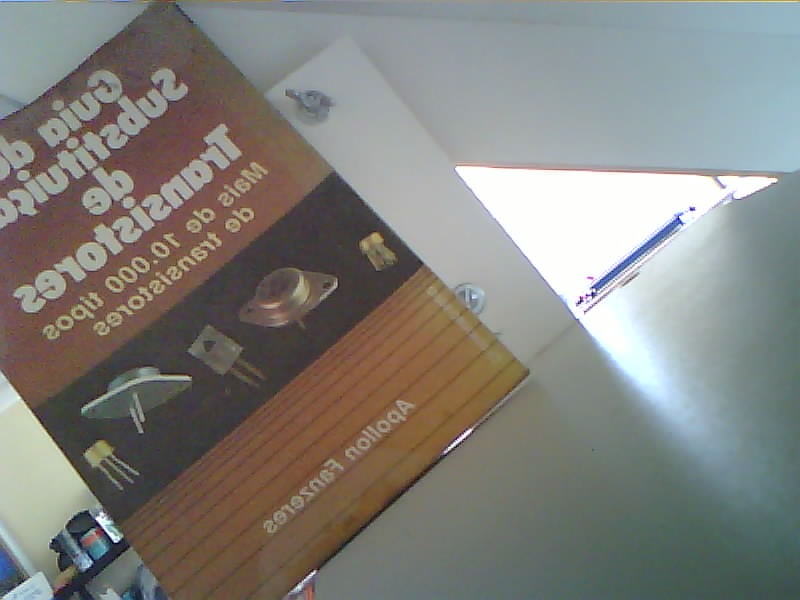 Guia de
Substituição
de
Transistores
Mais de 10.000 tipos
de transistores
Apollon Fanzeres